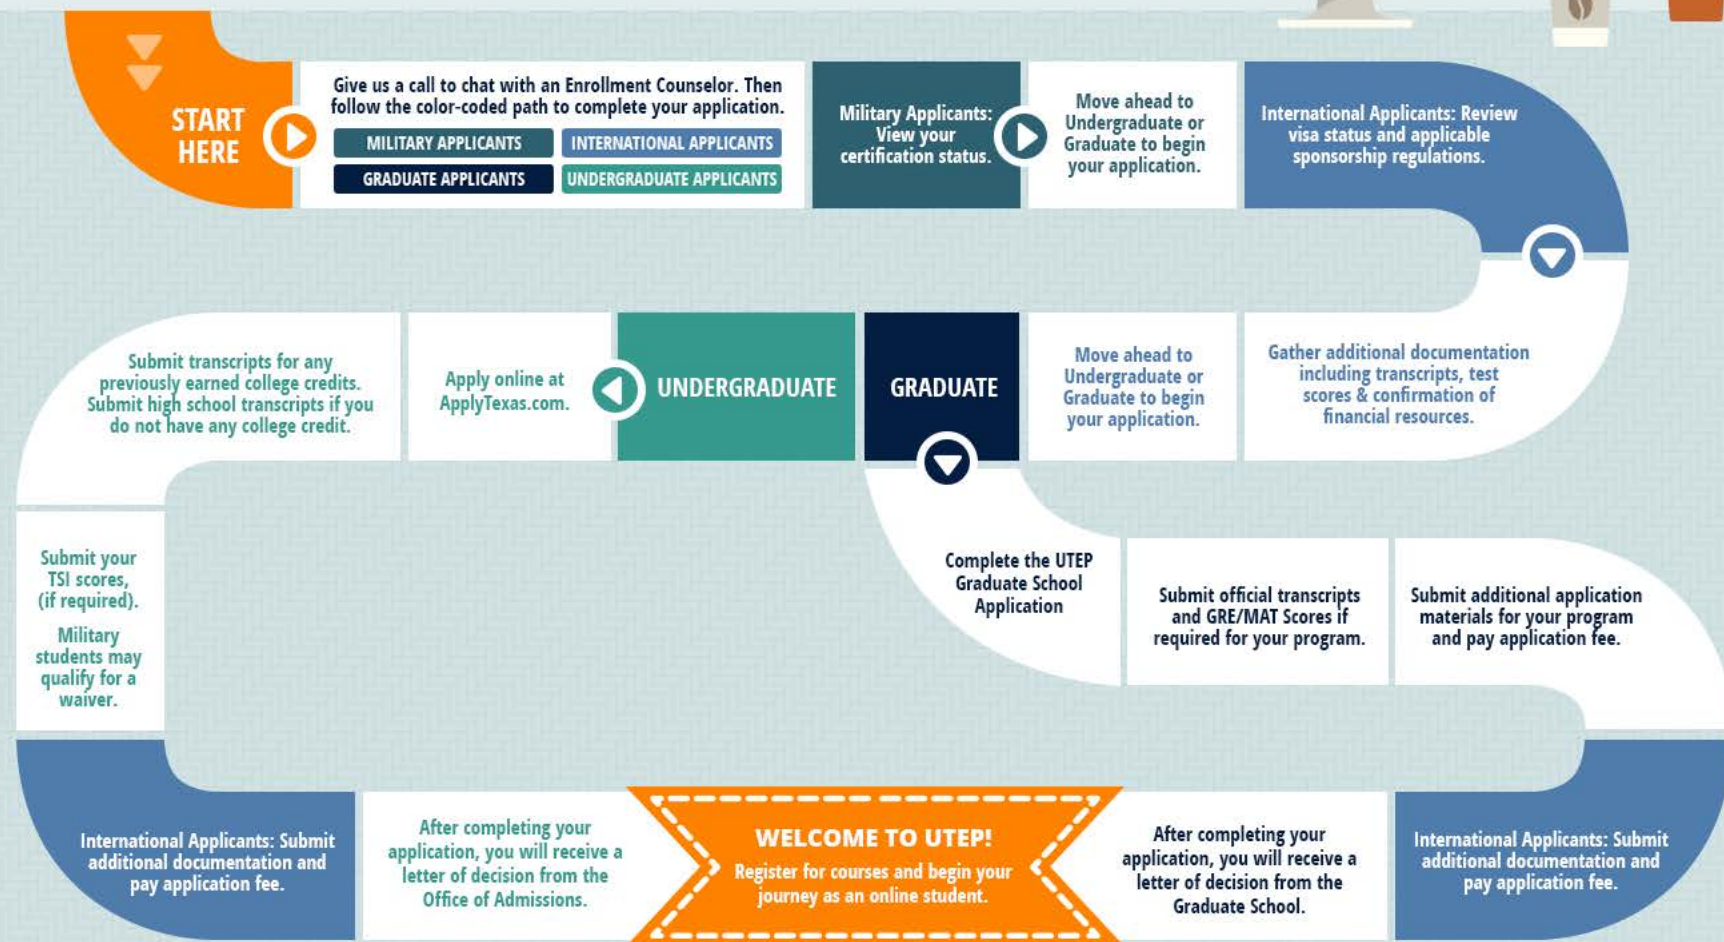 START
HERE
Give us a call to chat with an Enrollment Counselor. Then
follow the color-coded path to complete your application.
MILITARY APPLICANTS
INTERNATIONAL APPLICANTS
GRADUATE APPLICANTS
UNDERGRADUATE APPLICANTS
Military Applicants:
View your
certification status.
Move ahead to
Undergraduate or
Graduate to begin
your application.
International Applicants: Review
visa status and applicable
sponsorship regulations.
Gather additional documentation
including transcripts, test
scores & confirmation of
financial resources.
Move ahead to
Undergraduate or
Graduate to begin
your application.
GRADUATE
UNDERGRADUATE
Apply online at
ApplyTexas.com.
Submit transcripts for any
previously earned college credits.
Submit high school transcripts if you
do not have any college credit.
Submit your
TSI scores,
(if required).
Military
students may
qualify for a
waiver.
International Applicants: Submit
additional documentation and
pay application fee.
After completing your
application, you will receive a
letter of decision from the
Office of Admissions.
Complete the UTEP
Graduate School
Application
Submit official transcripts
and GRE/MAT Scores if
required for your program.
Submit additional application
materials for your program
and pay application fee.
International Applicants: Submit
additional documentation and
pay application fee.
After completing your
application, you will receive a
letter of decision from the
Graduate School.
WELCOME TO UTEP!
Register for courses and begin your
journey as an online student.